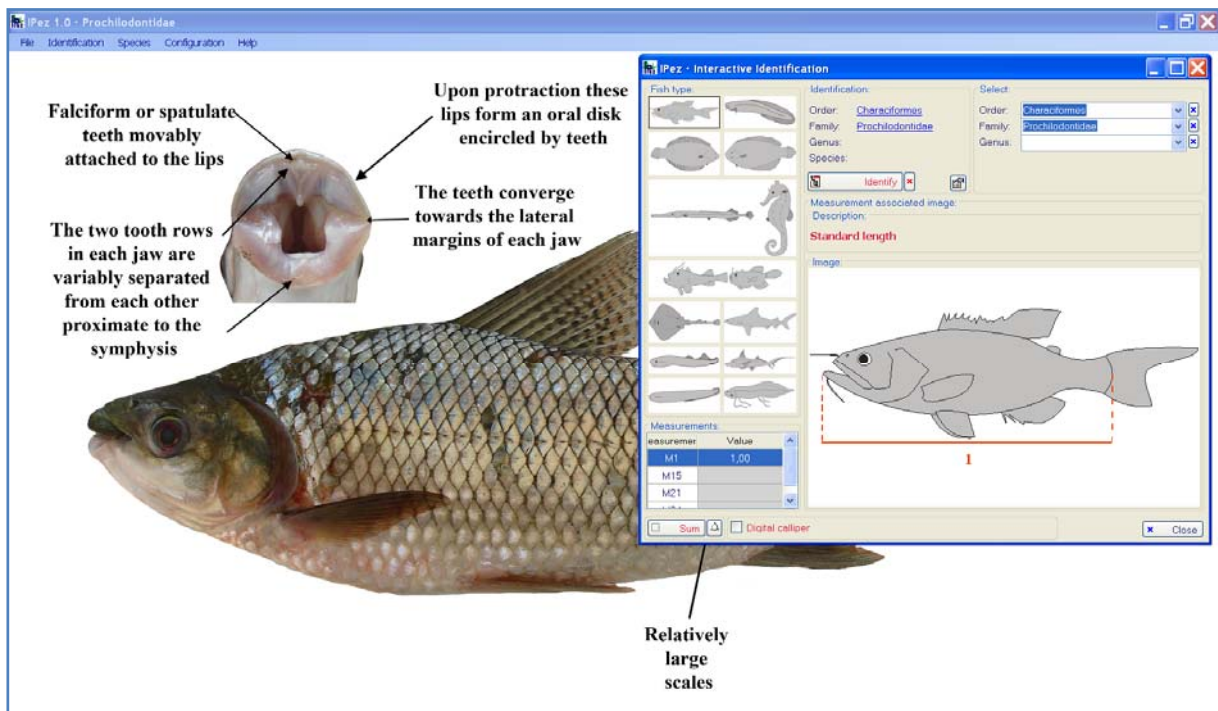 IPez 1.0 - Prochilodontidae
File Identification Species Configuration Help
Falciform or spatulate
teeth movably
attached to the lips
Upon protraction these
lips form an oral disk
encircled by teeth
The teeth converge
towards the lateral
margins of each jaw
The two tooth rows
in each jaw are
variably separated
from each other
proximate to the
symphysis
Relatively
large
scales
IPez - Interactive Identification
Fish type:
Identification:
Order: Characiformes
Family: Prochilodontidae
Genus:
Species:
Identify
Select:
Order: Characiformes
Family: Prochilodontidae
Genus:
Measurement associated image:
Description:
Standard length
Image:
1
Measurements:
easuremer Value
M1 1,00
M15
M21
Sum Digital calliper
Close